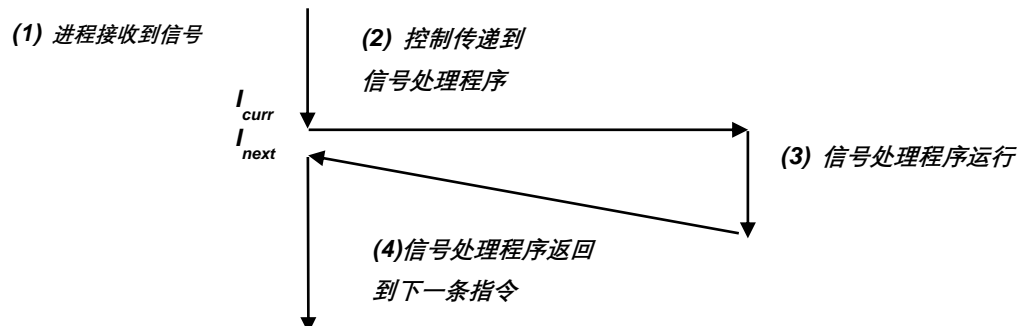 (1) 进程接收到信号
(2) 控制传递到
信号处理程序
Icurr
Inext
(3) 信号处理程序运行
(4)信号处理程序返回
到下一条指令